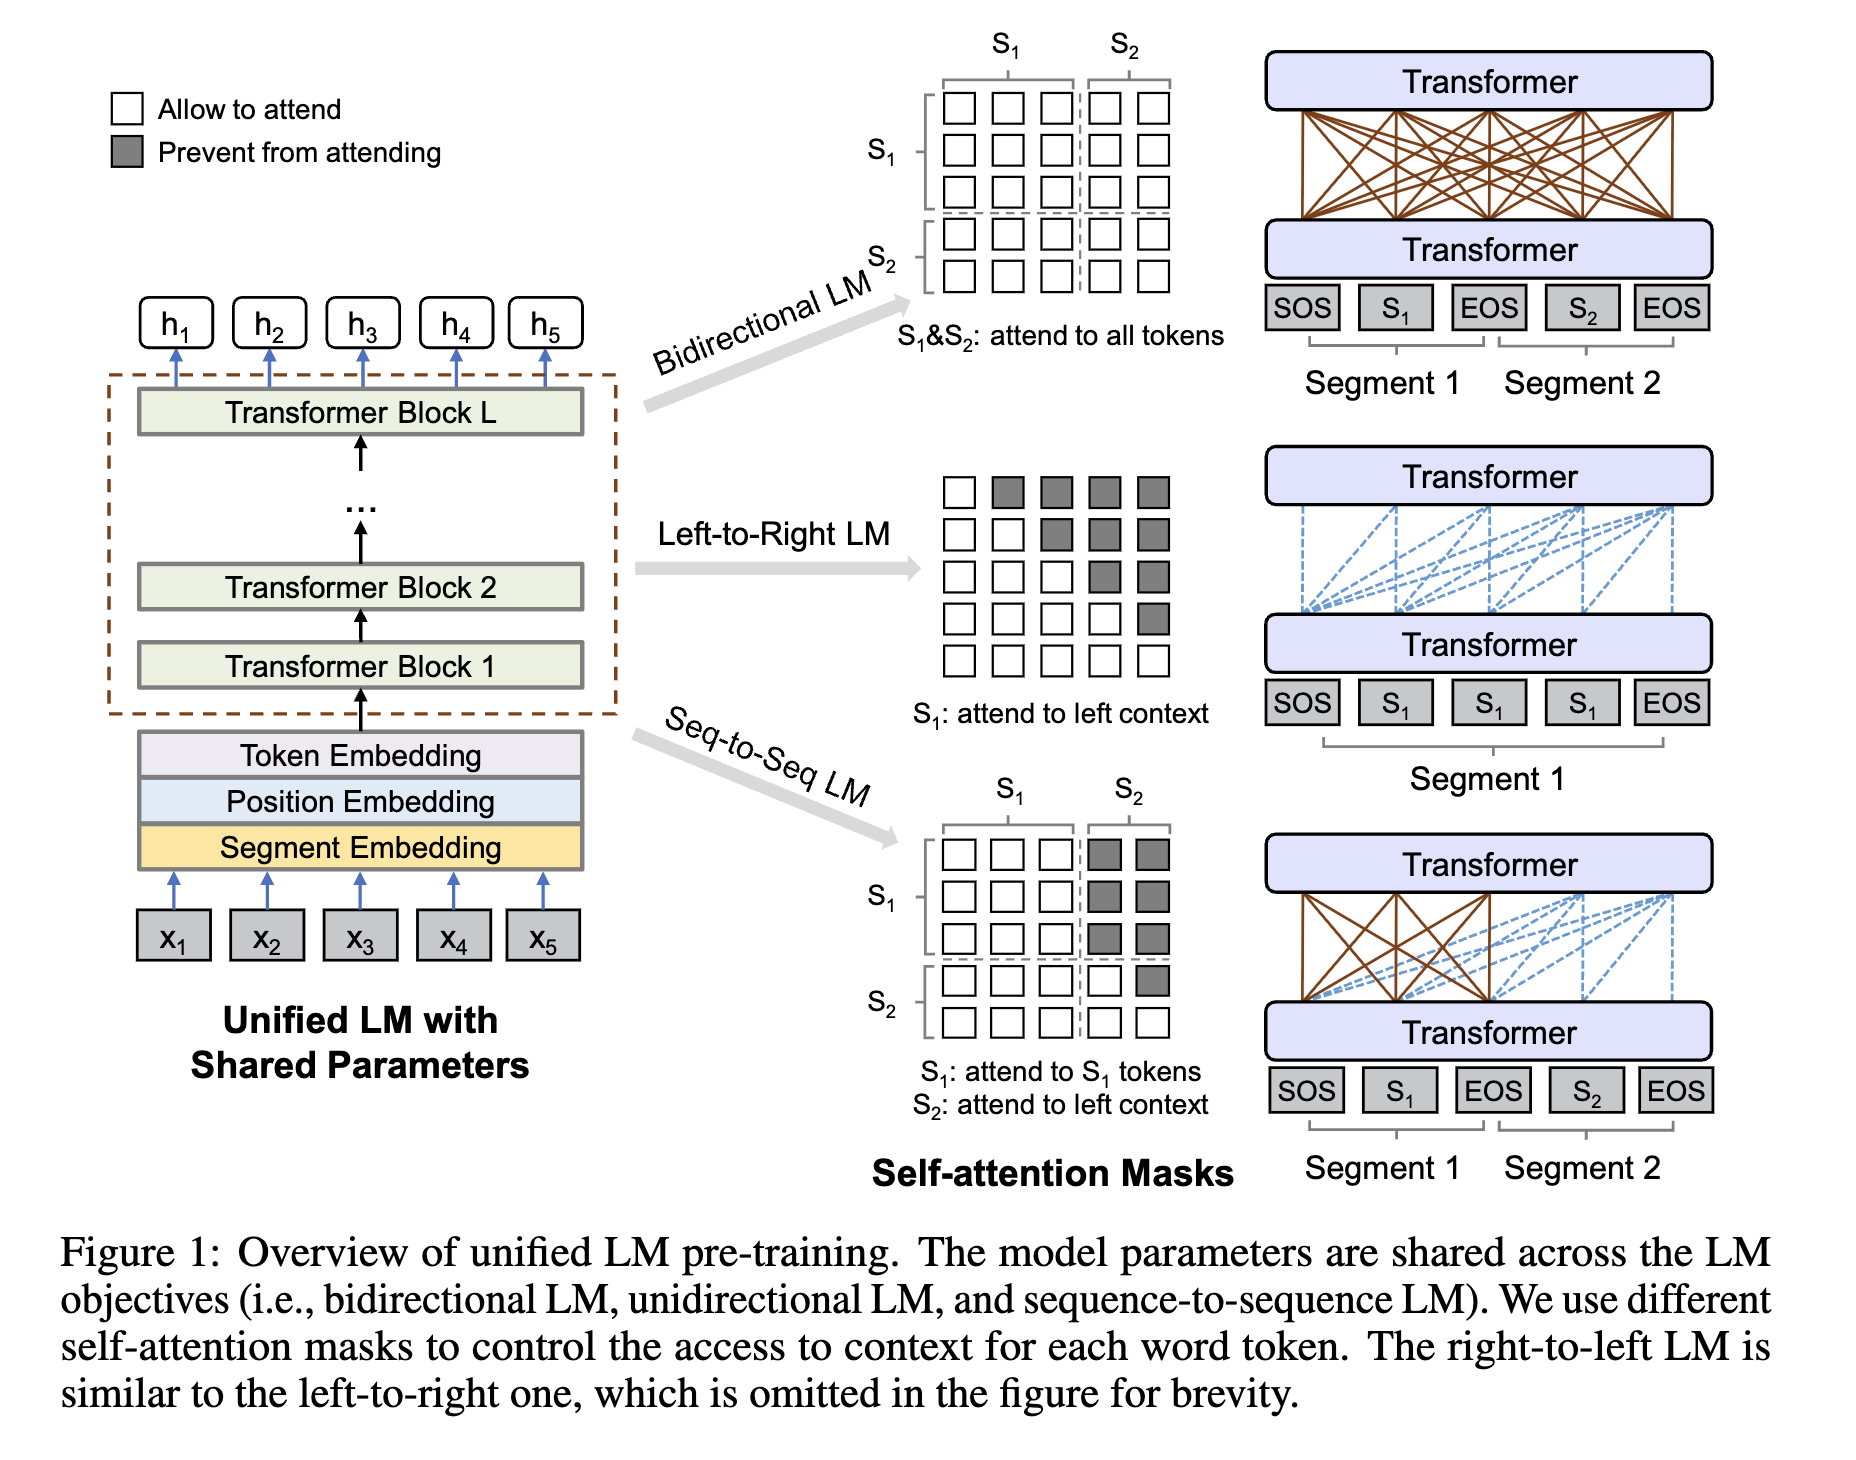 Allow to attend
Prevent from attending
h1 h2 h3 h4 h5
Transformer Block L
...
Transformer Block 2
Transformer Block 1
Token Embedding
Position Embedding
Segment Embedding
x1 x2 x3 x4 x5
Unified LM with
Shared Parameters
Bidirectional LM
Left-to-Right LM
Seq-to-Seq LM
S1 S2
S1
S2
S1&S2: attend to all tokens
S1: attend to left context
S1 S2
S1
S2
S1: attend to S1 tokens
S2: attend to left context
Self-attention Masks
Transformer
Transformer
SOS S1 EOS S2 EOS
Segment 1 Segment 2
Transformer
Transformer
SOS S1 S1 S1 EOS
Segment 1
Transformer
Transformer
SOS S1 EOS S2 EOS
Segment 1 Segment 2
Figure 1: Overview of unified LM pre-training. The model parameters are shared across the LM
objectives (i.e., bidirectional LM, unidirectional LM, and sequence-to-sequence LM). We use different
self-attention masks to control the access to context for each word token. The right-to-left LM is
similar to the left-to-right one, which is omitted in the figure for brevity.